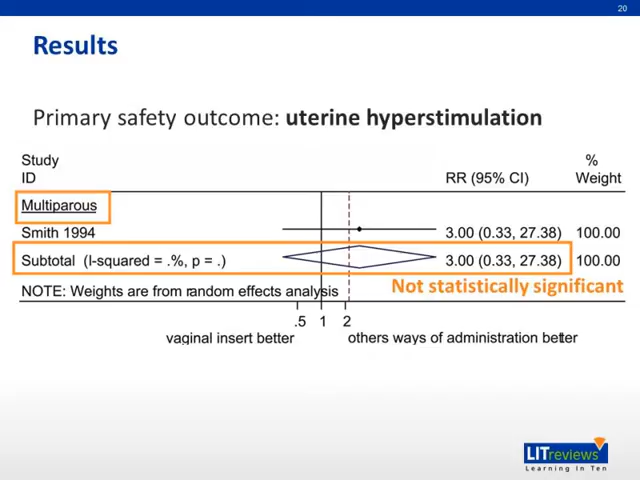 20
Results
Primary safety outcome: uterine hyperstimulation
Study %
ID RR (95% CI) Weight
Multiparous
Smith 1994 3.00 (0.33, 27.38) 100.00
Subtotal (I-squared = .%, p = .) 3.00 (0.33, 27.38) 100.00
NOTE: Weights are from random effects analysis Not statistically significant
.5 1 2
vaginal insert better others ways of administration better
LITreviews
Learning In Ten